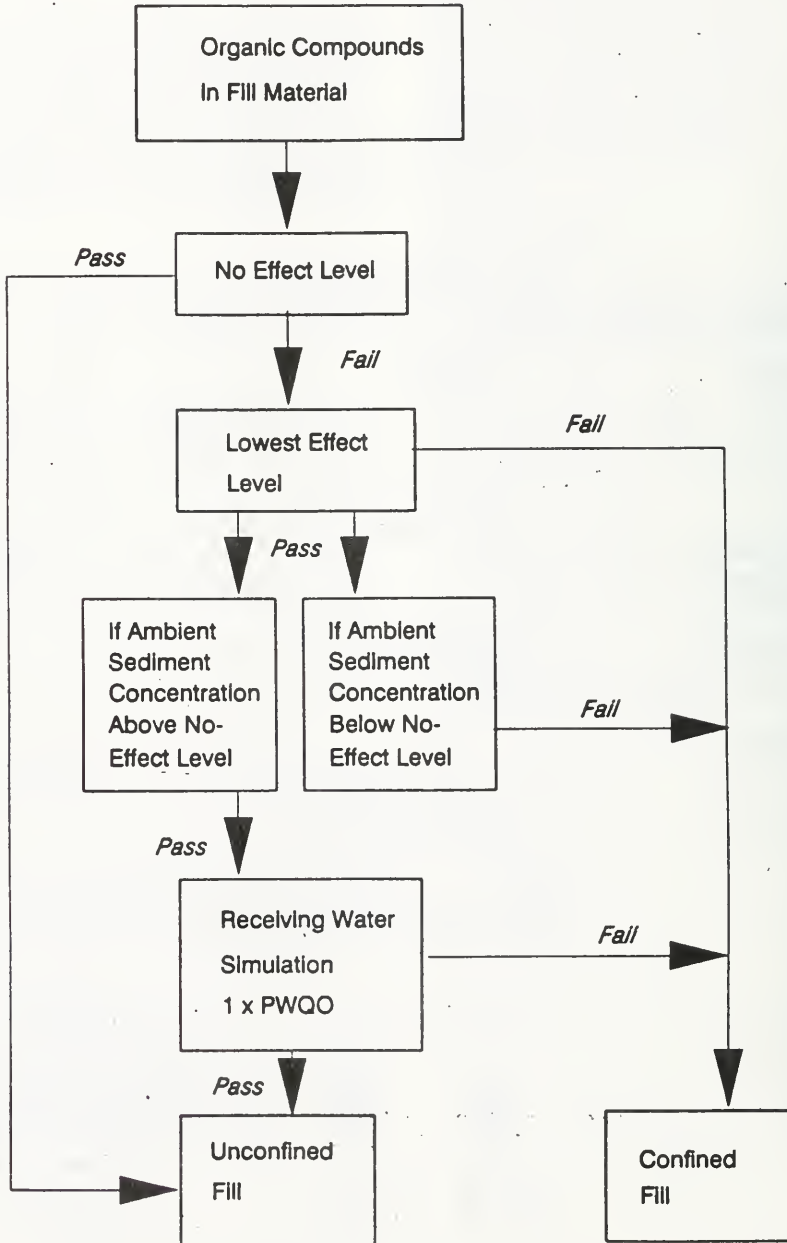 Organic Compounds
In Fill Material
Pass
No Effect Level
Fail
Lowest Effect
Level
Fail
Pass
If Ambient
Sediment
Concentration
Above No-
Effect Level
If Ambient
Sediment
Concentration
Below No-
Effect Level
Fail
Pass
Receiving Water
Simulation
1 x PWQO
Fail
Pass
Unconfined
Fill
Confined
Fill